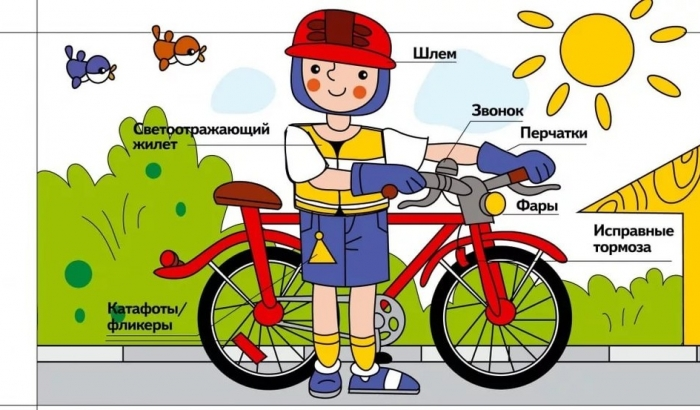 Шлем
Звонок
Перчатки
Светоотражающий
жилет
Фары
Исправные
тормоза
Катафоты/
фликеры